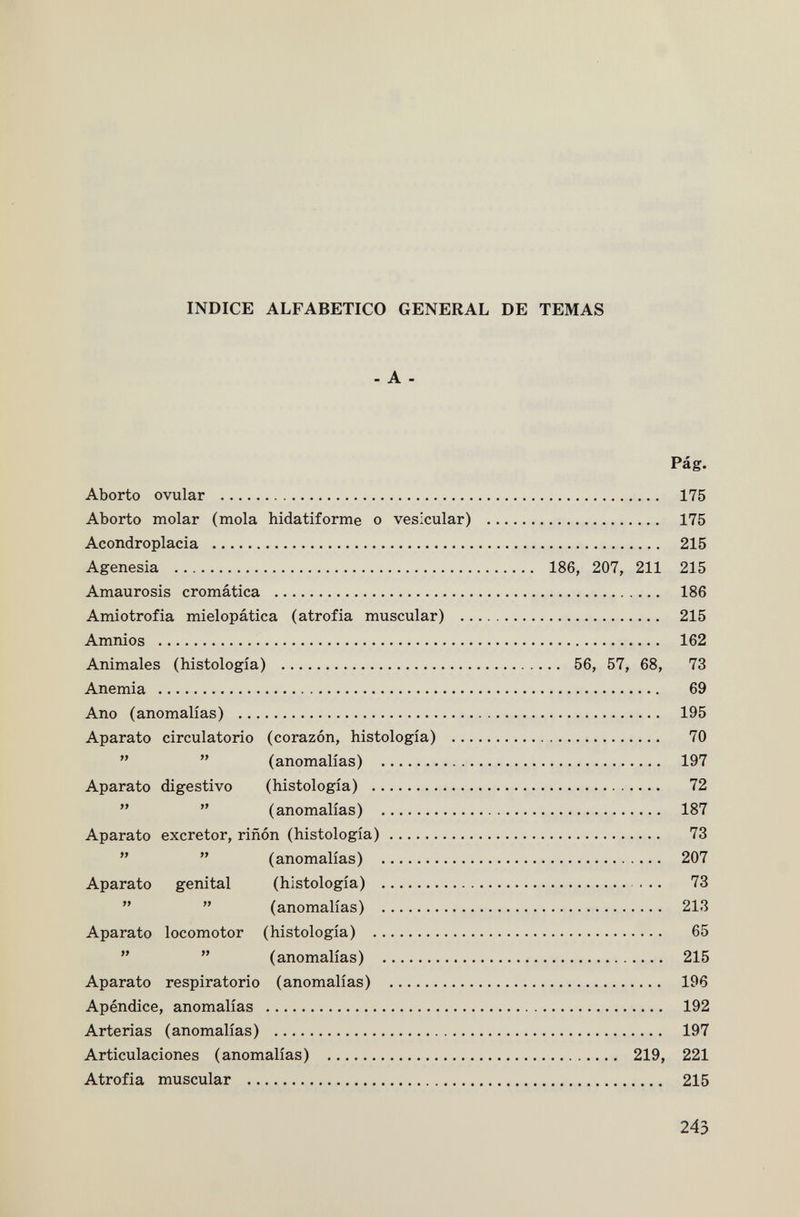 INDICE ALFABETICO GENERAL DE TEMAS
- A -
Pág.
Aborto ovular ........................................................ 175
Aborto molar (mola hidatiforme o vesicular) ...................... 175
Acondroplacia ........................................................ 215
Agenesia .............................................. 186, 207, 211 215
Amaurosis cromática ................................................ 186
Amiotrofia mielopática (atrofia muscular) ......................... 215
Amnios ............................................................... 162
Animales (histología) .................................... 56, 57, 68, 73
Anemia ............................................................... 69
Ano (anomalías) ..................................................... 195
Aparato circulatorio (corazón, histología) .......................... 70
” ” (anomalías) .................................... 197
Aparato digestivo (histología) ..................................... 72
” ” (anomalías) .................................... 187
Aparato excretor, riñón (histología) ................................... 73
” ” (anomalías) .................................... 207
Aparato genital (histología) .................................... 73
” ” (anomalías) .................................... 213
Aparato locomotor (histología) ..................................... 65
” ” (anomalías) .................................... 215
Aparato respiratorio (anomalías) ................................... 196
Apéndice, anomalías .................................................. 192
Arterias (anomalías) ................................................. 197
Articulaciones (anomalías) ..................................... 219, 221
Atrofia muscular ..................................................... 215
243